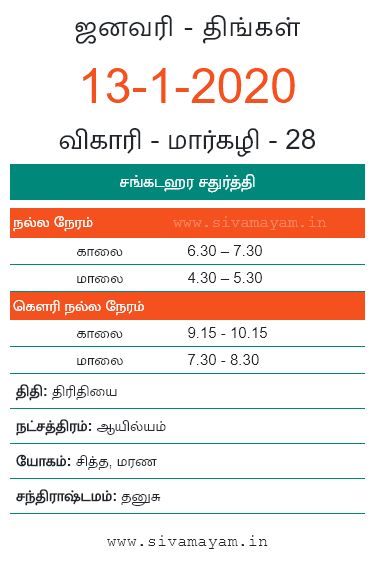 ஜனவரி - திங்கள்
13-1-2020
விகாரி - மார்கழி - 28
சங்கடஹர சதுர்த்தி
நல்ல நேரம் www.sivamayam.in
காலை 6.30 – 7.30
மாலை 4.30 – 5.30
கௌரி நல்ல நேரம்
காலை 9.15 - 10.15
மாலை 7.30 - 8.30
திதி: திரிதியை
நட்சத்திரம்: ஆயில்யம்
யோகம்: சித்த, மரண
சந்திராஷ்டமம்: தனுசு
www.sivamayam.in